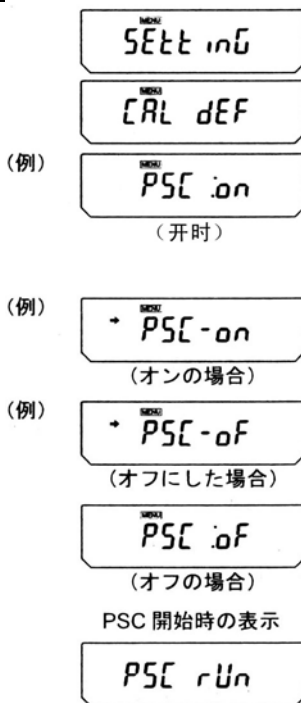 MENU
SEtt inG
MENU
CAL dEF
(例)
MENU
PSC :on
(开时)
(例)
MENU
→ PSC-on
(オンの場合)
(例)
MENU
→ PSC-oF
(オフにした場合)
MENU
PSC :oF
(オフの場合)
PSC 開始時の表示
PSC rUn